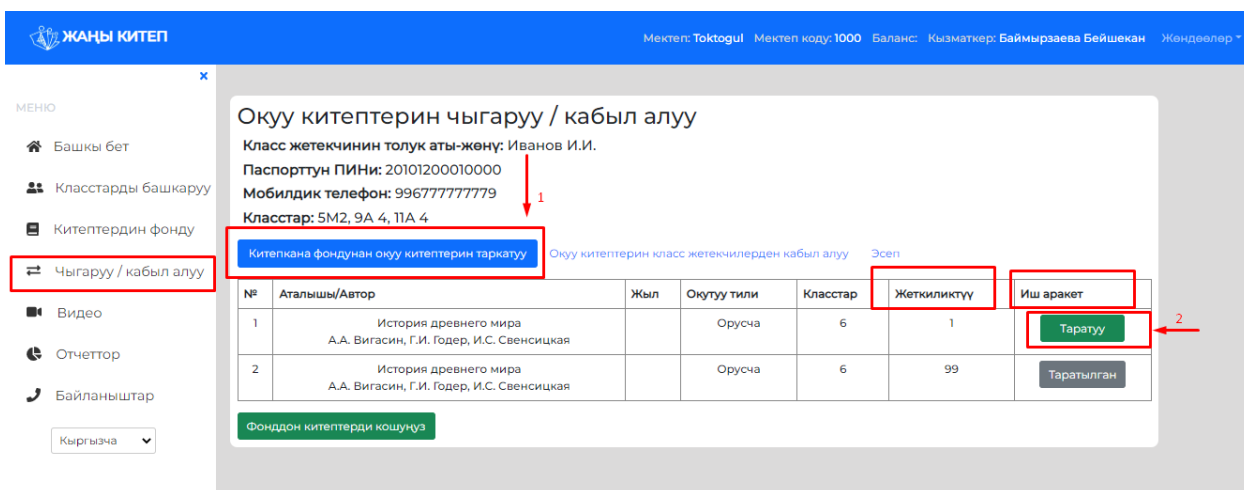 ЖАҢЫ КИТЕП
Мектеп: Toktogul Мектеп коду: 1000 Баланс: Кызматкер: Баймырзаева Бейшекан Жөндөөлөр
×
МЕНЮ
Башкы бет
Класстарды башкаруу
Китептердин фонду
Чыгаруу / кабыл алуу
Видео
Отчеттор
Байланыштар
Кыргызча
Окуу китептерин чыгаруу / кабыл алуу
Класс жетекчинин толук аты-жөнү: Иванов И.И.
Паспорттун ПИНи: 20101200010000
Мобилдик телефон: 996777777779
Класстар: 5М2, 9А 4, 11А 4
1
Китепкана фондунан окуу китептерин таркатуу Окуу китептерин класс жетекчилерден кабыл алуу Эсеп
№ Аталышы/Автор Жыл Окутуу тили Класстар Жеткиликтүү Иш аракет
1 История древнего мира Орусча 6 1 Таратуу
А.А. Вигасин, Г.И. Годер, И.С. Свенсицкая
2
2 История древнего мира Орусча 6 99 Таратылган
А.А. Вигасин, Г.И. Годер, И.С. Свенсицкая
Фонддон китептерди кошуңуз